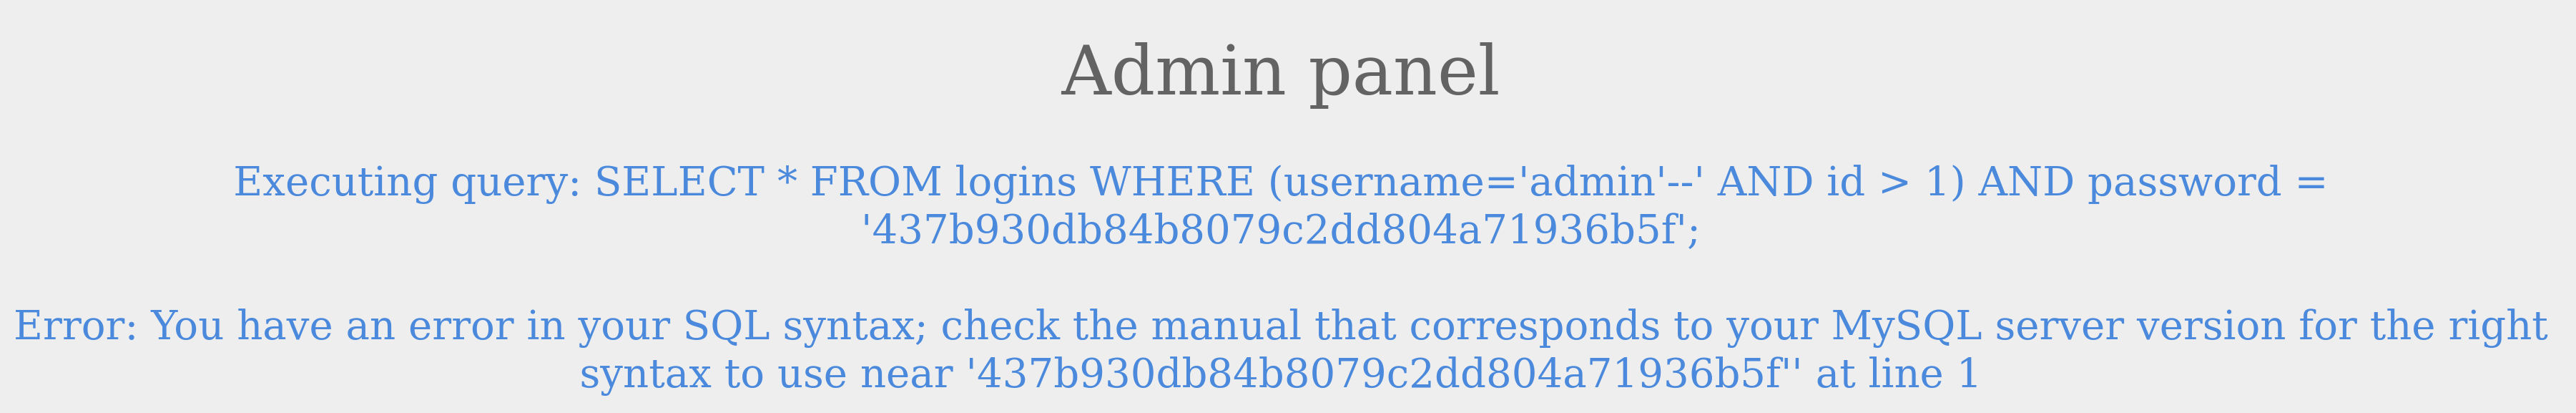 Admin panel
Executing query: SELECT * FROM logins WHERE (username='admin'--' AND id > 1) AND password =
'437b930db84b8079c2dd804a71936b5f';
Error: You have an error in your SQL syntax; check the manual that corresponds to your MySQL server version for the right
syntax to use near '437b930db84b8079c2dd804a71936b5f'' at line 1